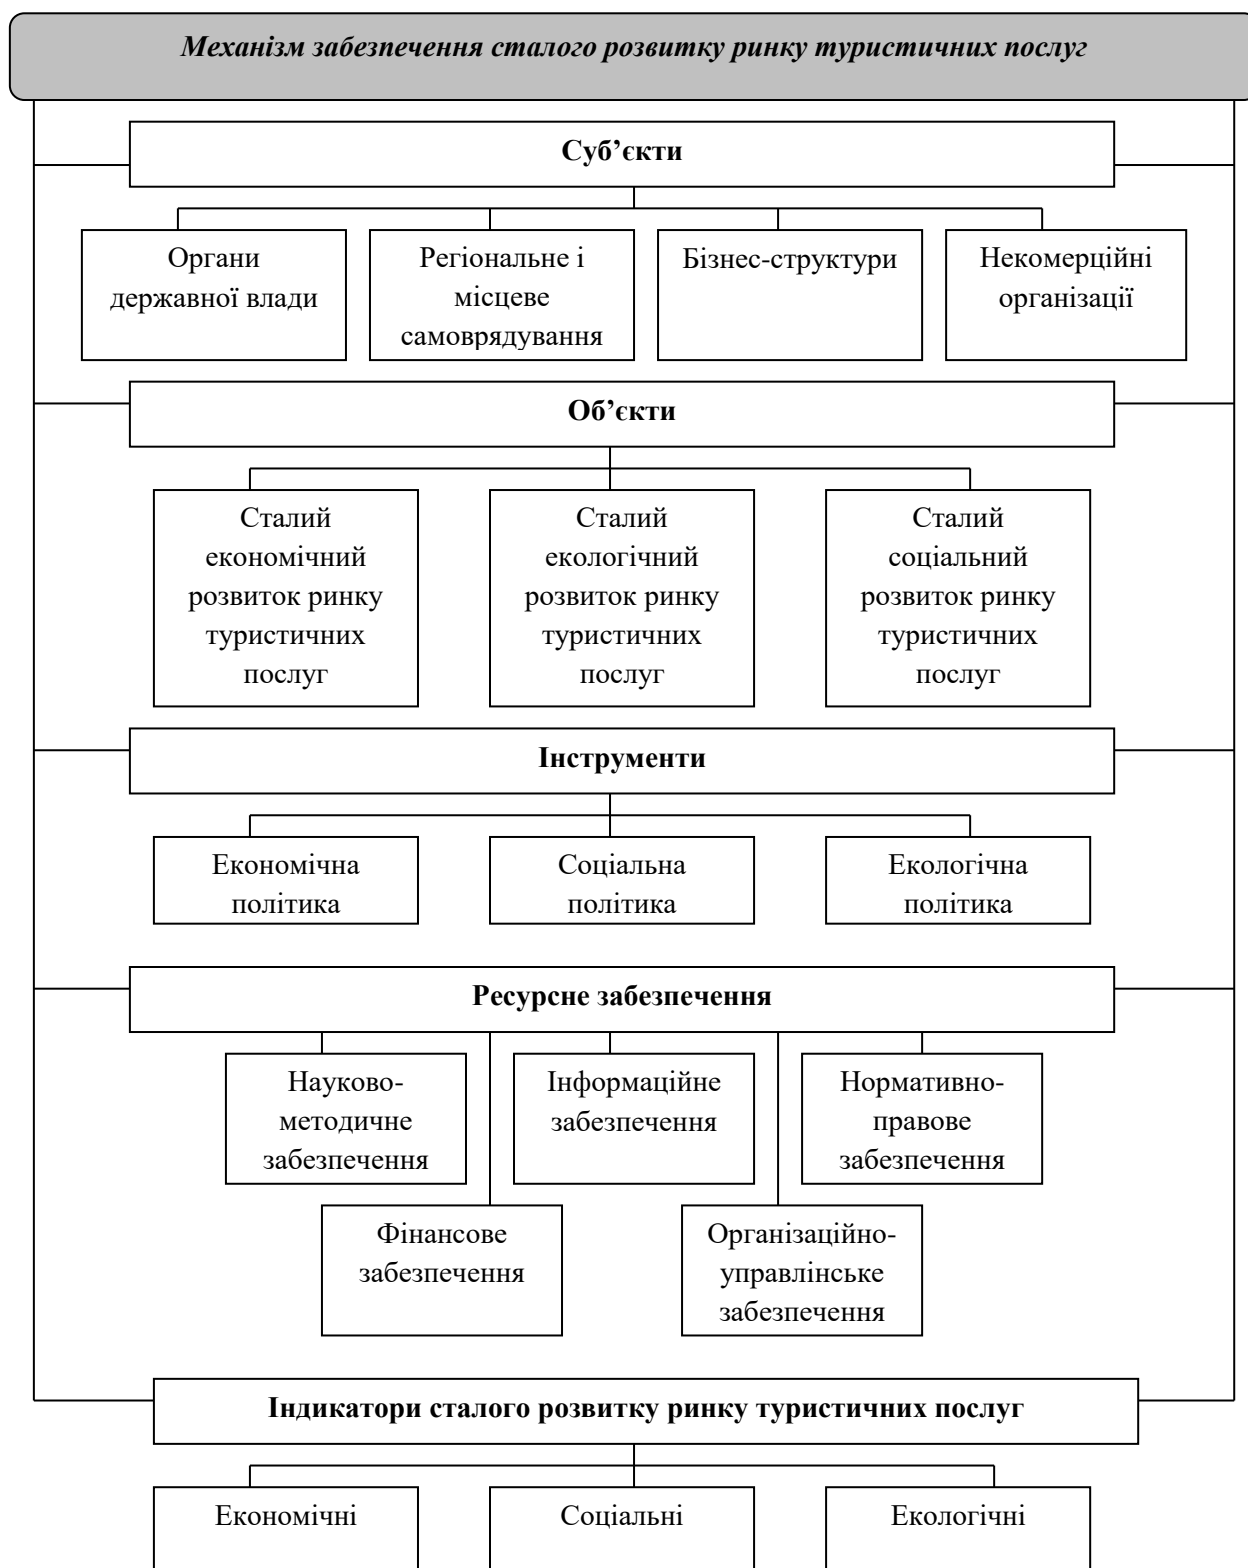 Механізм забезпечення сталого розвитку ринку туристичних послуг
Суб’єкти
Органи
державної влади
Регіональне і
місцеве
самоврядування
Бізнес-структури
Некомерційні
організації
Об’єкти
Сталий
економічний
розвиток ринку
туристичних
послуг
Сталий
екологічний
розвиток ринку
туристичних
послуг
Сталий
соціальний
розвиток ринку
туристичних
послуг
Інструменти
Економічна
політика
Соціальна
політика
Екологічна
політика
Ресурсне забезпечення
Науково-
методичне
забезпечення
Інформаційне
забезпечення
Нормативно-
правове
забезпечення
Фінансове
забезпечення
Організаційно-
управлінське
забезпечення
Індикатори сталого розвитку ринку туристичних послуг
Економічні
Соціальні
Екологічні